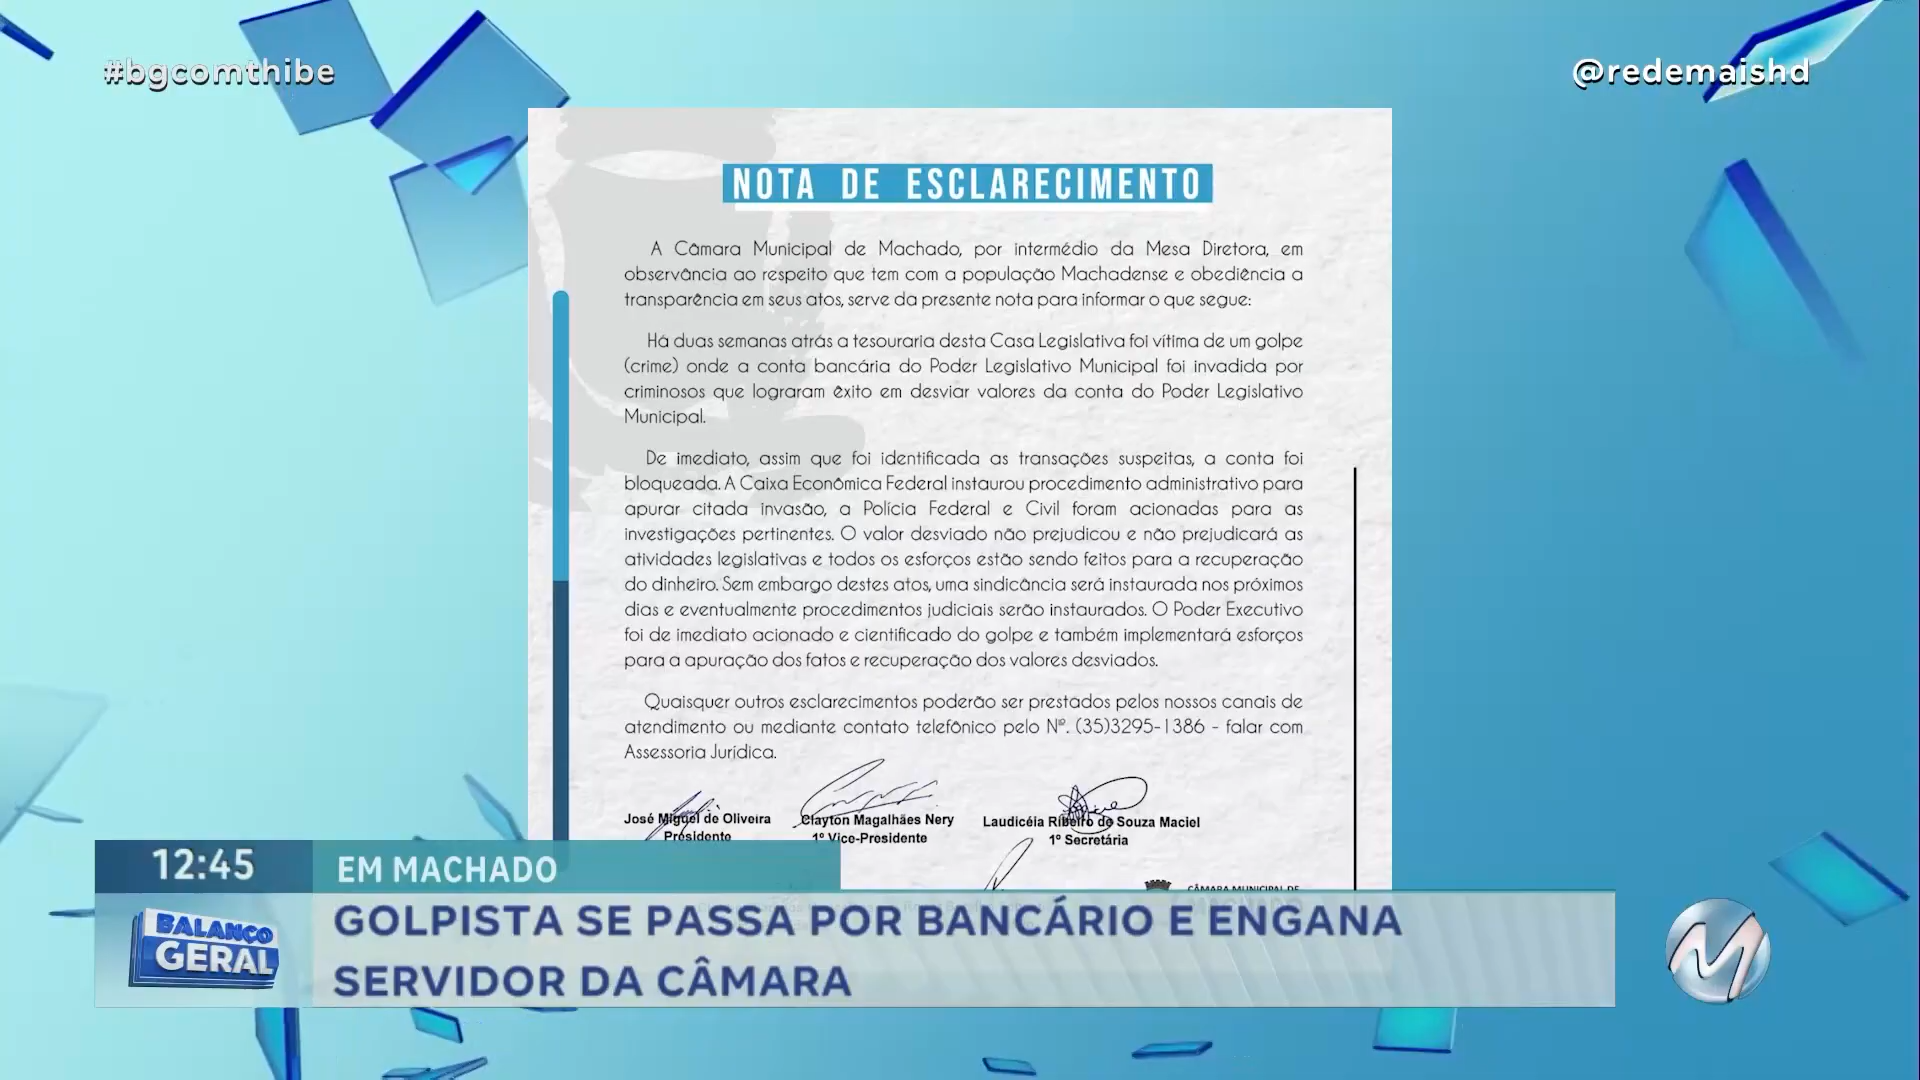 #bgcomthibe
@redemaishd
NOTA DE ESCLARECIMENTO
A Câmara Municipal de Machado, por intermédio da Mesa Diretora, em
observância ao respeito que tem com a população Machadense e obediência a
transparência em seus atos, serve da presente nota para informar o que segue:
Há duas semanas atrás a tesouraria desta Casa Legislativa foi vítima de um golpe
(crime) onde a conta bancária do Poder Legislativo Municipal foi invadida por
criminosos que lograram êxito em desviar valores da conta do Poder Legislativo
Municipal.
De imediato, assim que foi identificada as transações suspeitas, a conta foi
bloqueada. A Caixa Econômica Federal instaurou procedimento administrativo para
apurar citada invasão, a Polícia Federal e Civil foram acionadas para as
investigações pertinentes. O valor desviado não prejudicou e não prejudicará as
atividades legislativas e todos os esforços estão sendo feitos para a recuperação
do dinheiro. Sem embargo destes atos, uma sindicância será instaurada nos próximos
dias e eventualmente procedimentos judiciais serão instaurados. O Poder Executivo
foi de imediato acionado e cientificado do golpe e também implementará esforços
para a apuração dos fatos e recuperação dos valores desviados.
Quaisquer outros esclarecimentos poderão ser prestados pelos nossos canais de
atendimento ou mediante contato telefônico pelo Nº. (35)3295-1386 - falar com
Assessoria Jurídica.
José Miguel de Oliveira
Presidente
Clayton Magalhães Nery
1º Vice-Presidente
Laudicéia Ribeiro de Souza Maciel
1º Secretária
CÂMARA MUNICIPAL DE
MACHADO
12:45
EM MACHADO
BALANÇO
GERAL
GOLPISTA SE PASSA POR BANCÁRIO E ENGANA
SERVIDOR DA CÂMARA
M